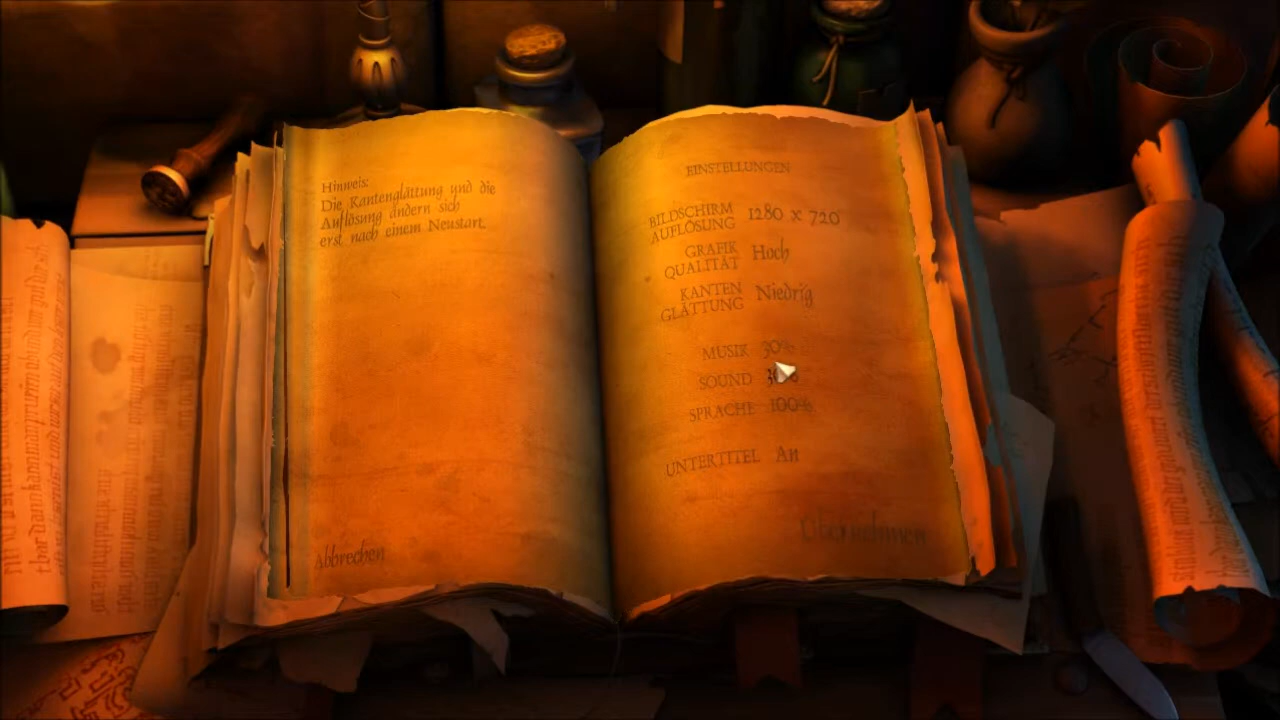 Hinweis:
Die Kantenglättung und die
Auflösung ändern sich
erst nach einem Neustart.
Abbrechen
EINSTELLUNGEN
BILDSCHIRM
AUFLÖSUNG 1280 x 720
GRAFIK
QUALITÄT Hoch
KANTEN
GLÄTTUNG Niedrig
MUSIK 30%
SOUND 30%
SPRACHE 100%
UNTERTITEL An
Übernehmen